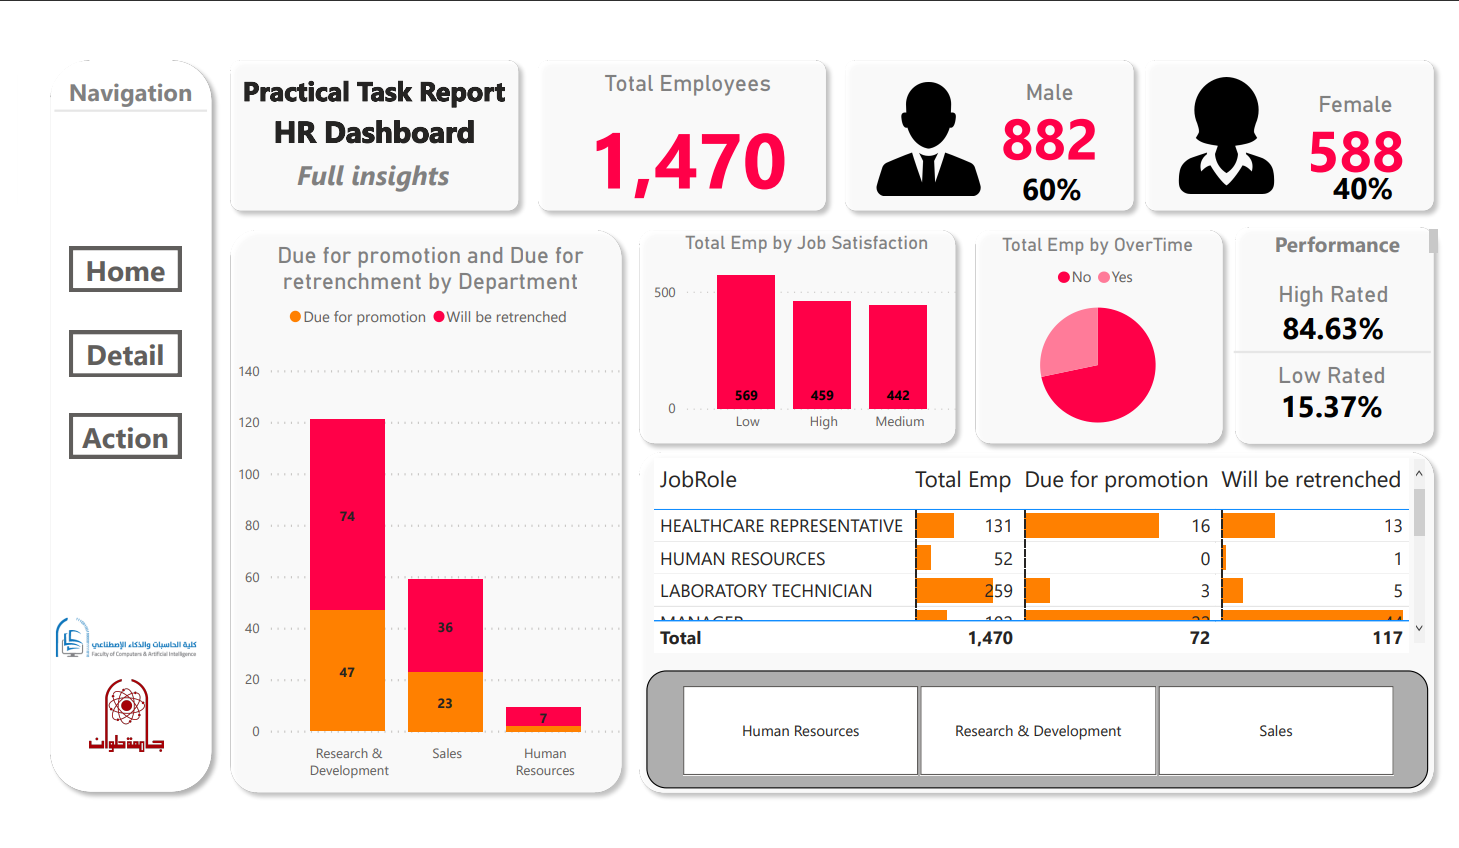 Navigation
Home
Detail
Action
كلية الحاسبات والذكاء الإصطناعي
Faculty of Computers & Artificial Intelligence
جامعة حلوان
Practical Task Report
HR Dashboard
Full insights
Total Employees
1,470
Male
882
60%
Female
588
40%
Due for promotion and Due for
retrenchment by Department
Due for promotion Will be retrenched
140
120
100
80
60
40
20
0
74
47
36
23
7
Research &
Development
Sales
Human
Resources
Total Emp by Job Satisfaction
500
0
569 459 442
Low High Medium
Total Emp by OverTime
No Yes
Performance
High Rated
84.63%
Low Rated
15.37%
JobRole Total Emp Due for promotion Will be retrenched
HEALTHCARE REPRESENTATIVE 131 16 13
HUMAN RESOURCES 52 0 1
LABORATORY TECHNICIAN 259 3 5
MANAGER
Total 1,470 72 117
Human Resources Research & Development Sales